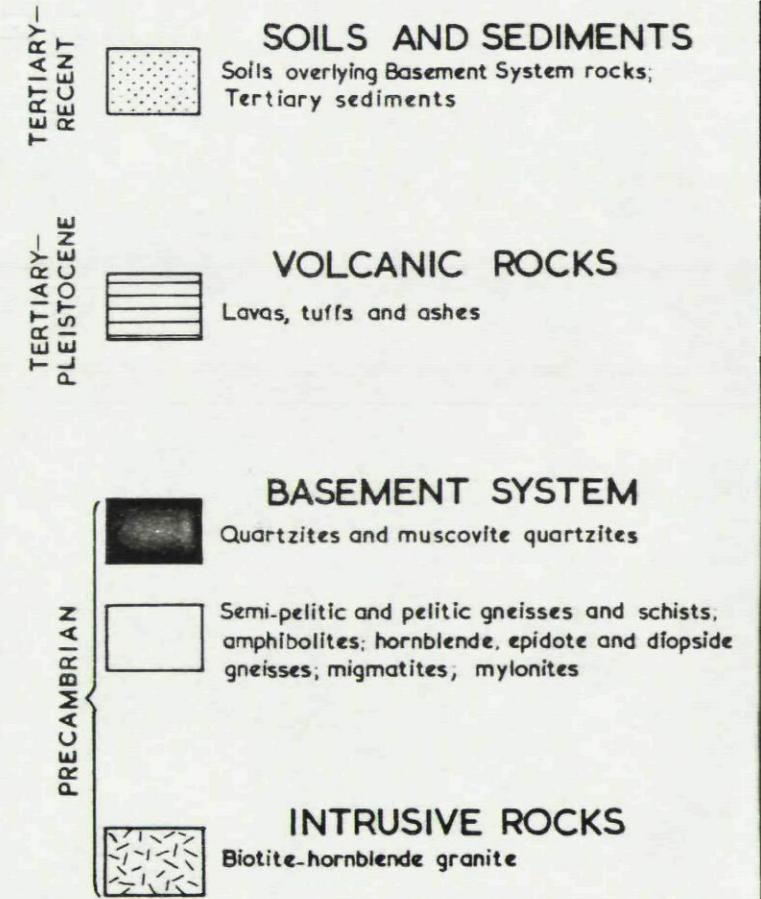 TERTIARY—
RECENT
SOILS AND SEDIMENTS
Soils overlying Basement System rocks;
Tertiary sediments
TERTIARY—
PLEISTOCENE
VOLCANIC ROCKS
Lavas, tuffs and ashes
PRECAMBRIAN
BASEMENT SYSTEM
Quartzites and muscovite quartzites
Semi-pelitic and pelitic gneisses and schists;
amphibolites; hornblende, epidote and diopside
gneisses; migmatites; mylonites
INTRUSIVE ROCKS
Biotite-hornblende granite